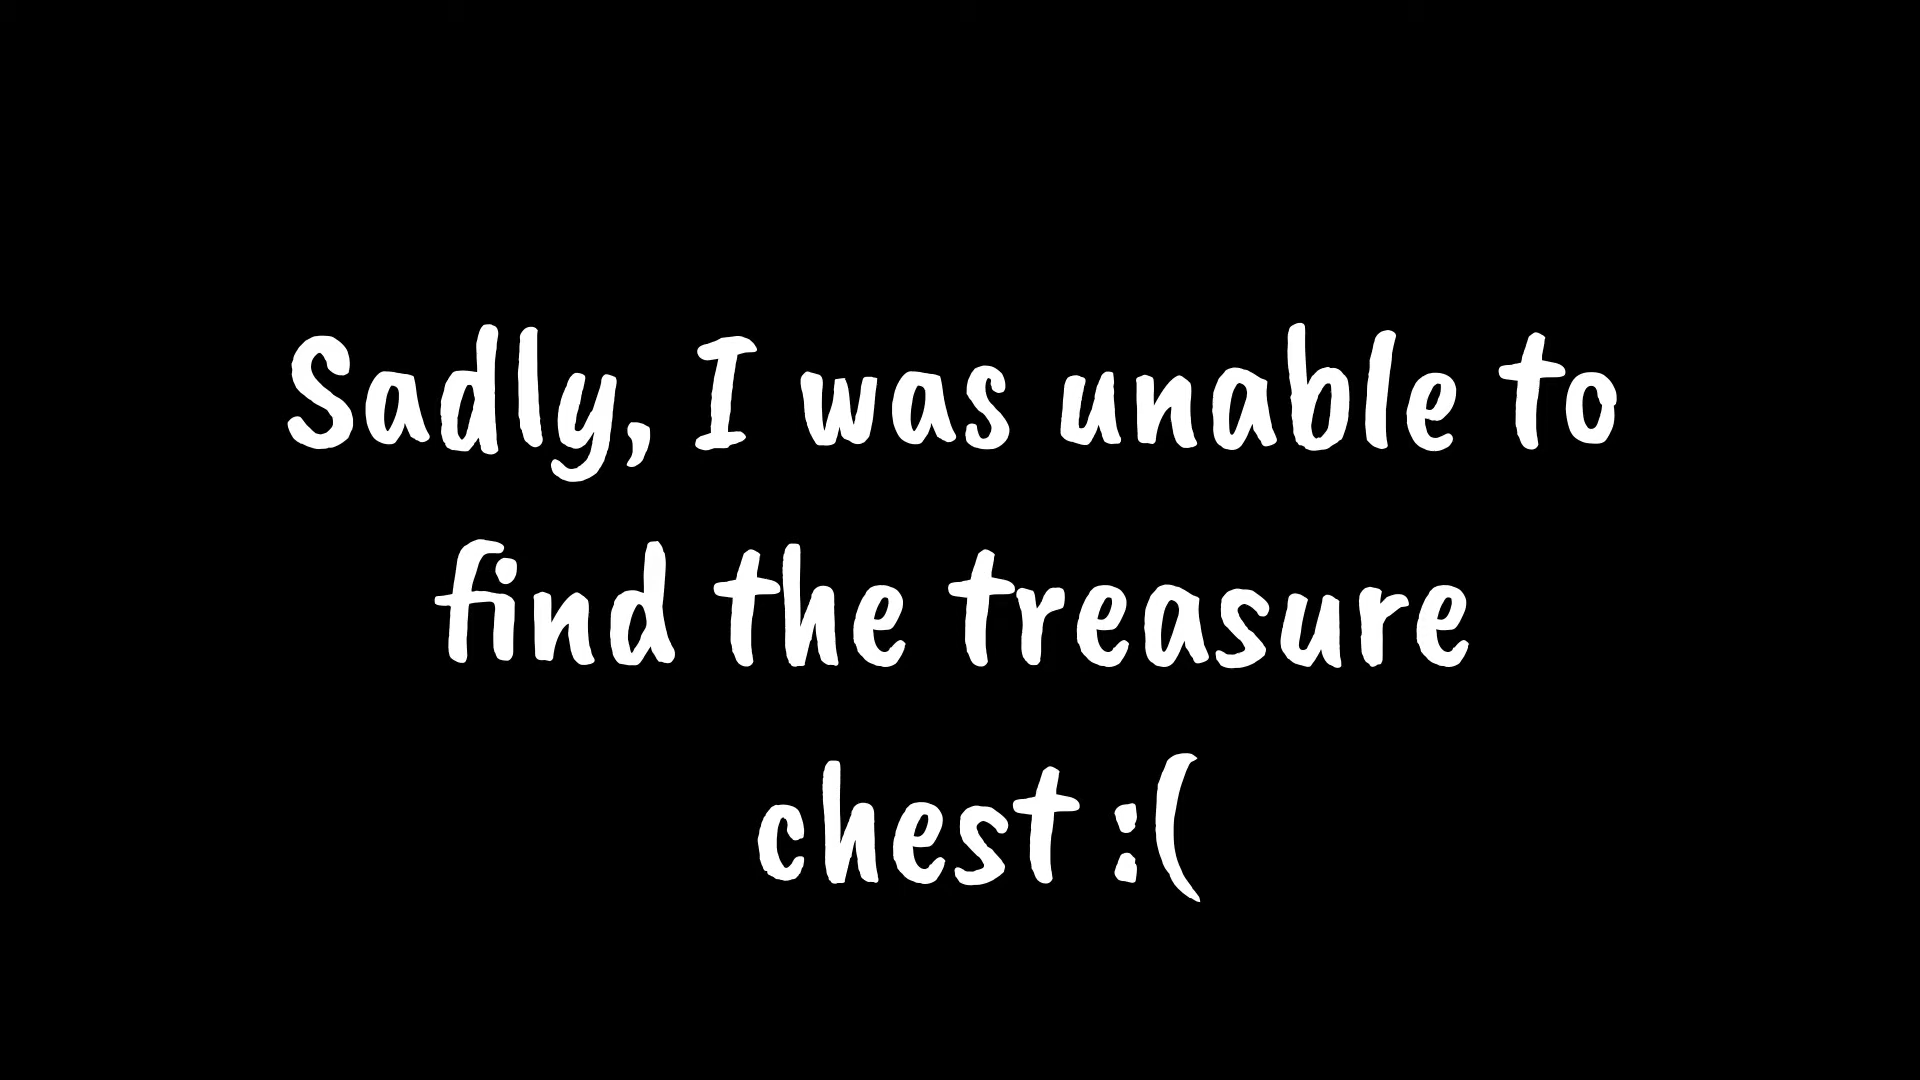 Sadly, I was unable to
find the treasure
chest :(